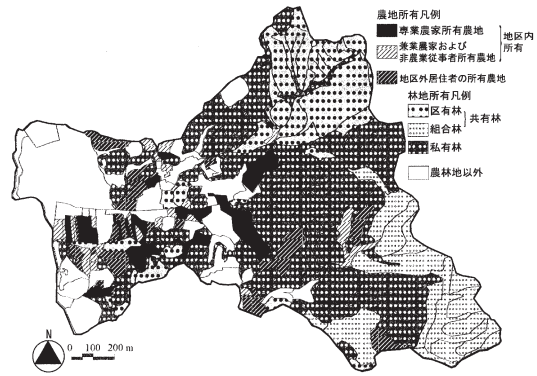 農地所有凡例
専業農家所有農地
兼業農家および
非農業従事者所有農地
地区内
所有
地区外居住者の所有農地
林地所有凡例
区有林
組合林
共有林
私有林
農林地以外
N
0 100 200 m